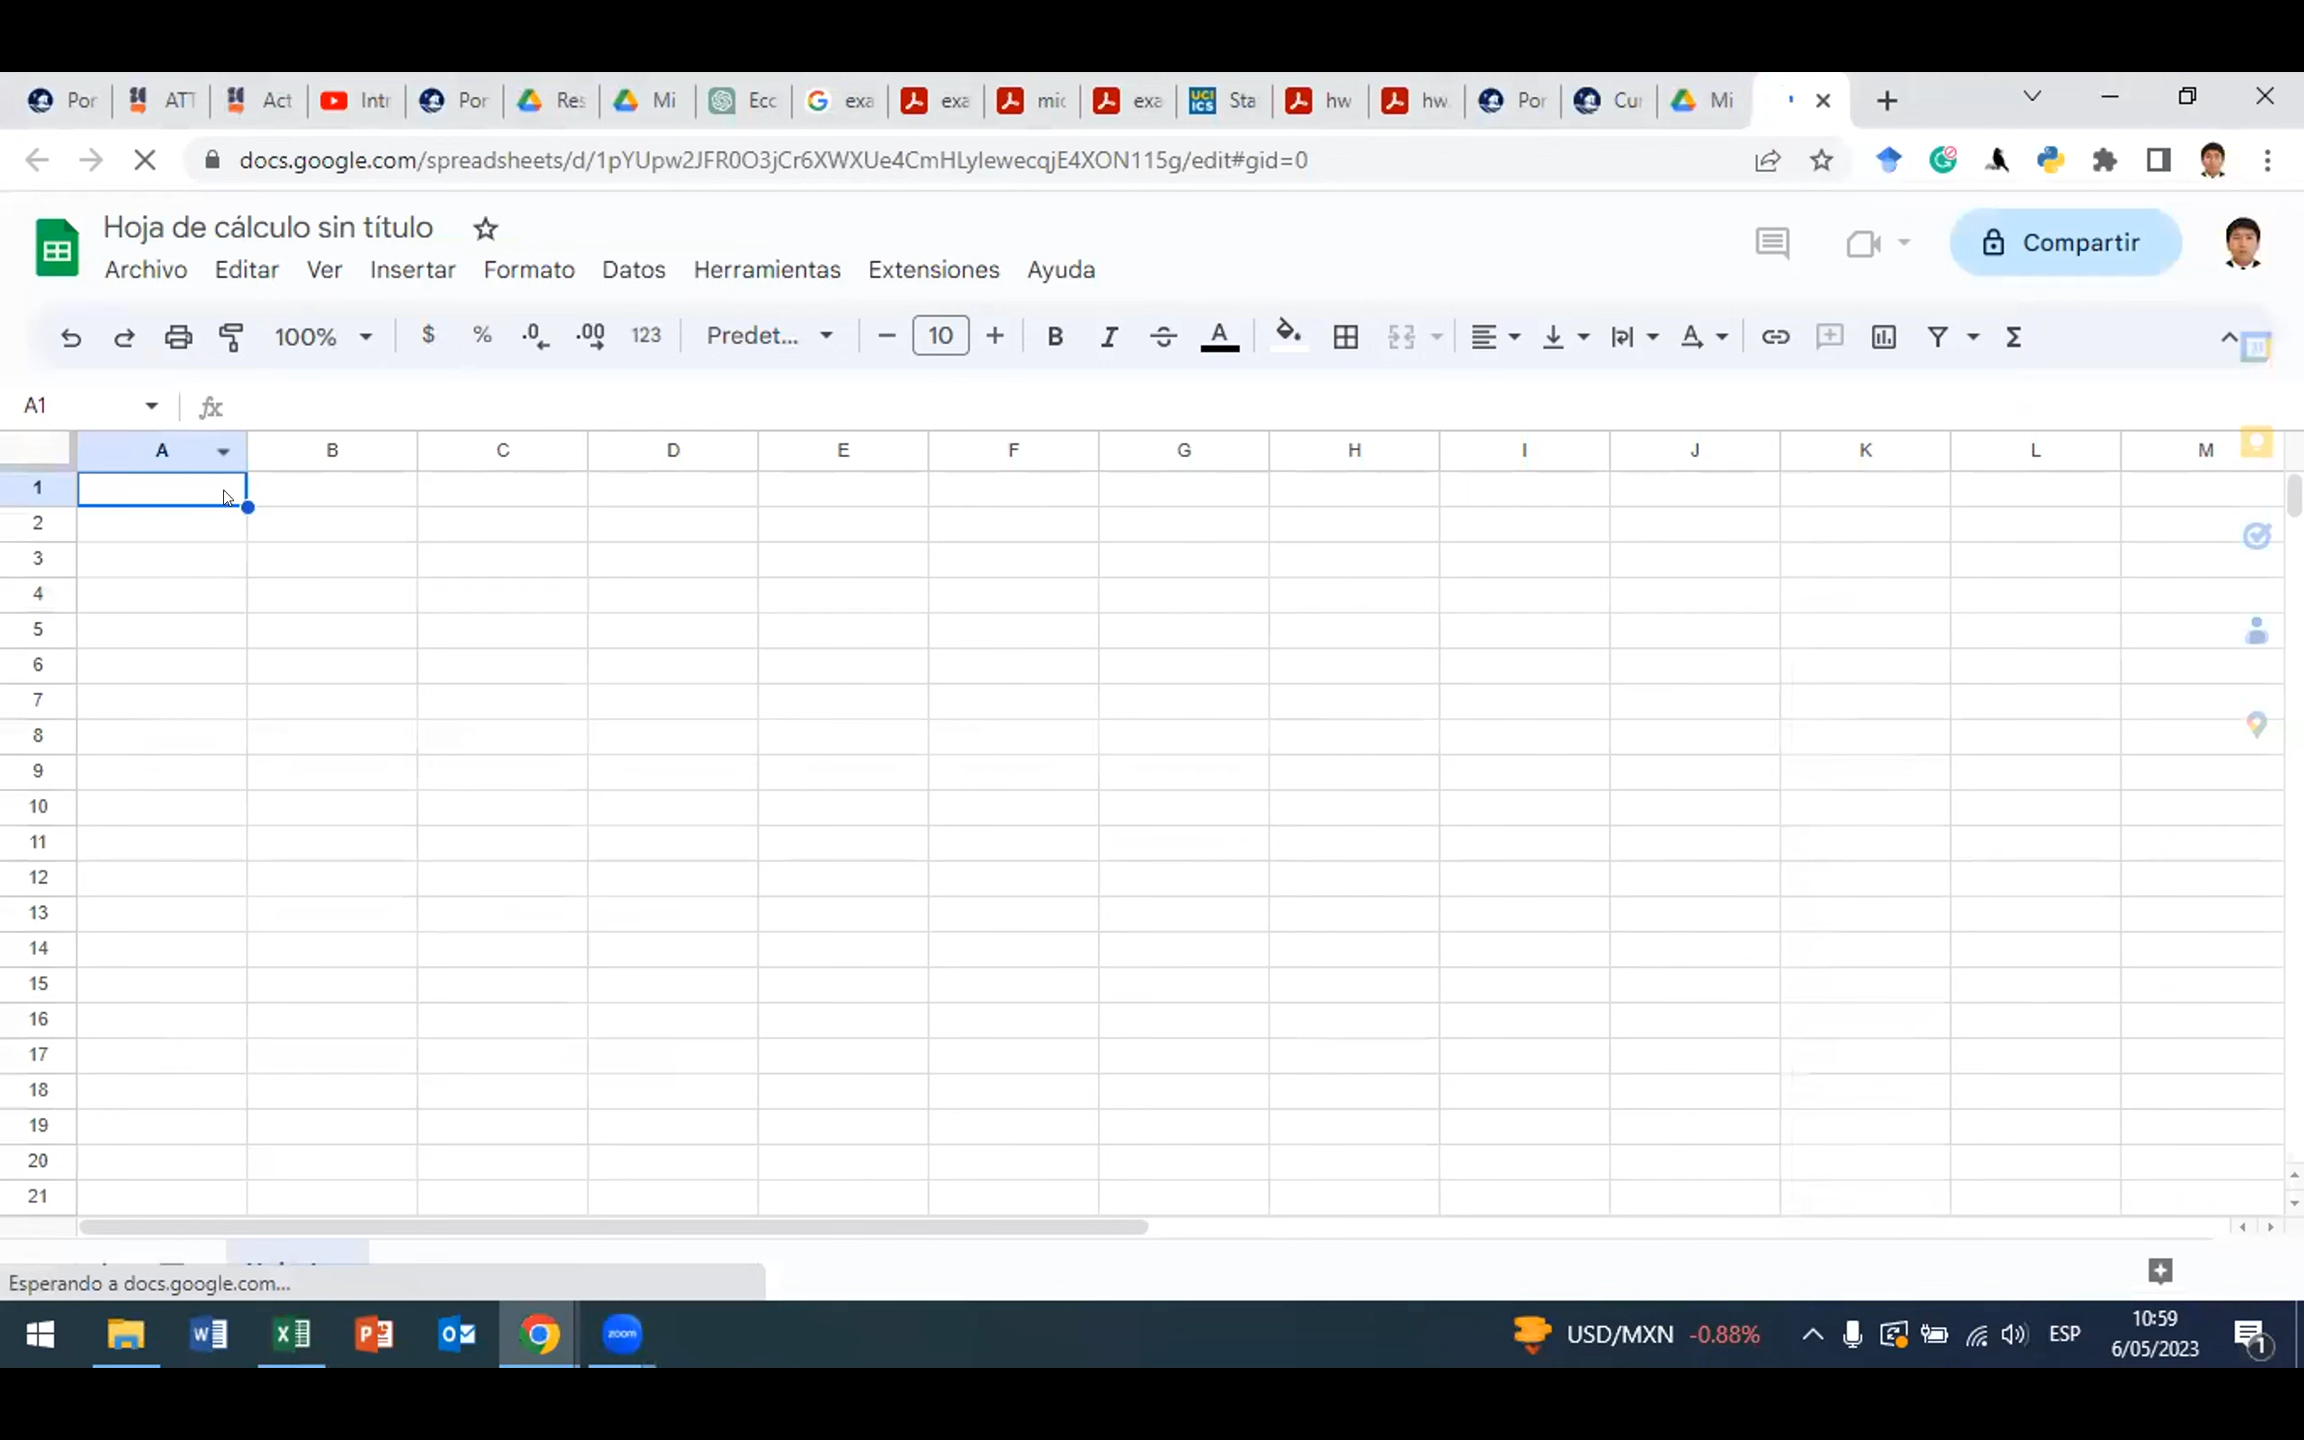 Por ATT Act Intr Por Res Mi Ecc exa exa mic exa Sta hw hw Por Cur Mi
docs.google.com/spreadsheets/d/1pYUpw2JFR0O3jCr6XWXUe4CmHLylewecqjE4XON115g/edit#gid=0
Hoja de cálculo sin título
Archivo Editar Ver Insertar Formato Datos Herramientas Extensiones Ayuda
Compartir
100% $ % .0 .00 123 Predet... 10 B I A
A1 fx
A B C D E F G H I J K L M
1
2
3
4
5
6
7
8
9
10
11
12
13
14
15
16
17
18
19
20
21
Esperando a docs.google.com...
zoom
USD/MXN -0.88%
ESP
10:59
6/05/2023
1